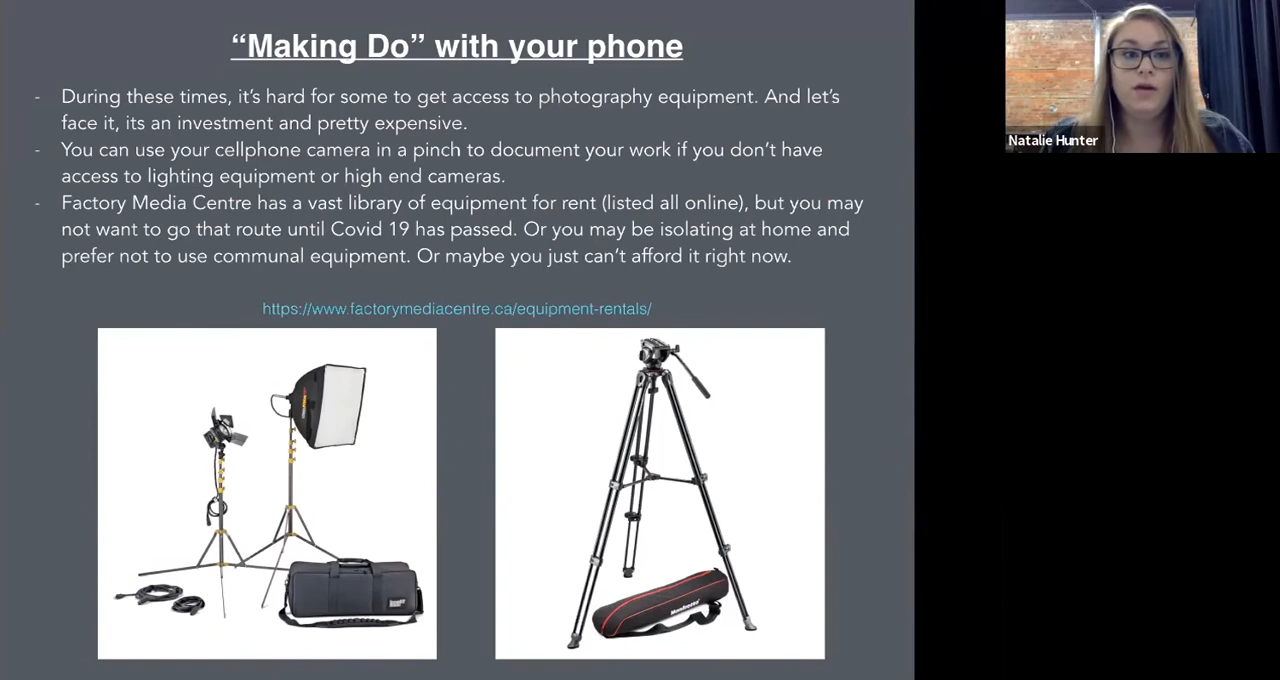 “Making Do” with your phone
- During these times, it’s hard for some to get access to photography equipment. And let’s
face it, its an investment and pretty expensive.
- You can use your cellphone camera in a pinch to document your work if you don’t have
access to lighting equipment or high end cameras.
- Factory Media Centre has a vast library of equipment for rent (listed all online), but you may
not want to go that route until Covid 19 has passed. Or you may be isolating at home and
prefer not to use communal equipment. Or maybe you just can’t afford it right now.
https://www.factorymediacentre.ca/equipment-rentals/
Manfrotto
Natalie Hunter